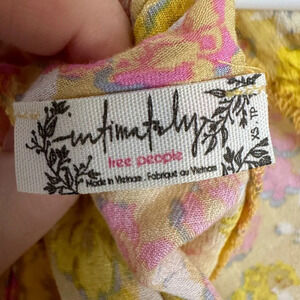 intimately
free people
Made in Vietnam . Fabriqué au Vietnam
XS TP